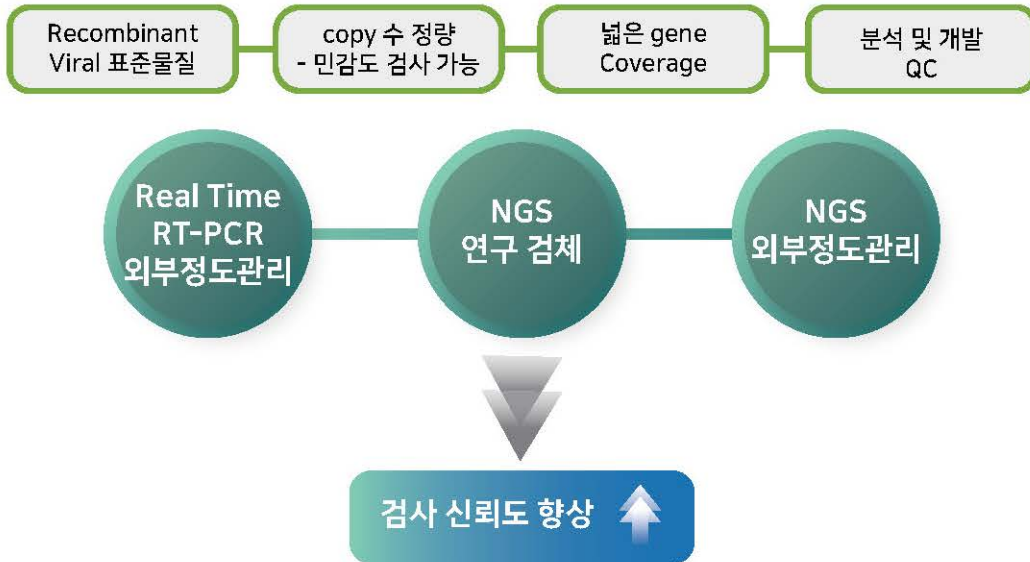 Recombinant
Viral 표준물질
copy 수 정량
- 민감도 검사 가능
넓은 gene
Coverage
분석 및 개발
QC
Real Time
RT-PCR
외부정도관리
NGS
연구 검체
NGS
외부정도관리
검사 신뢰도 향상